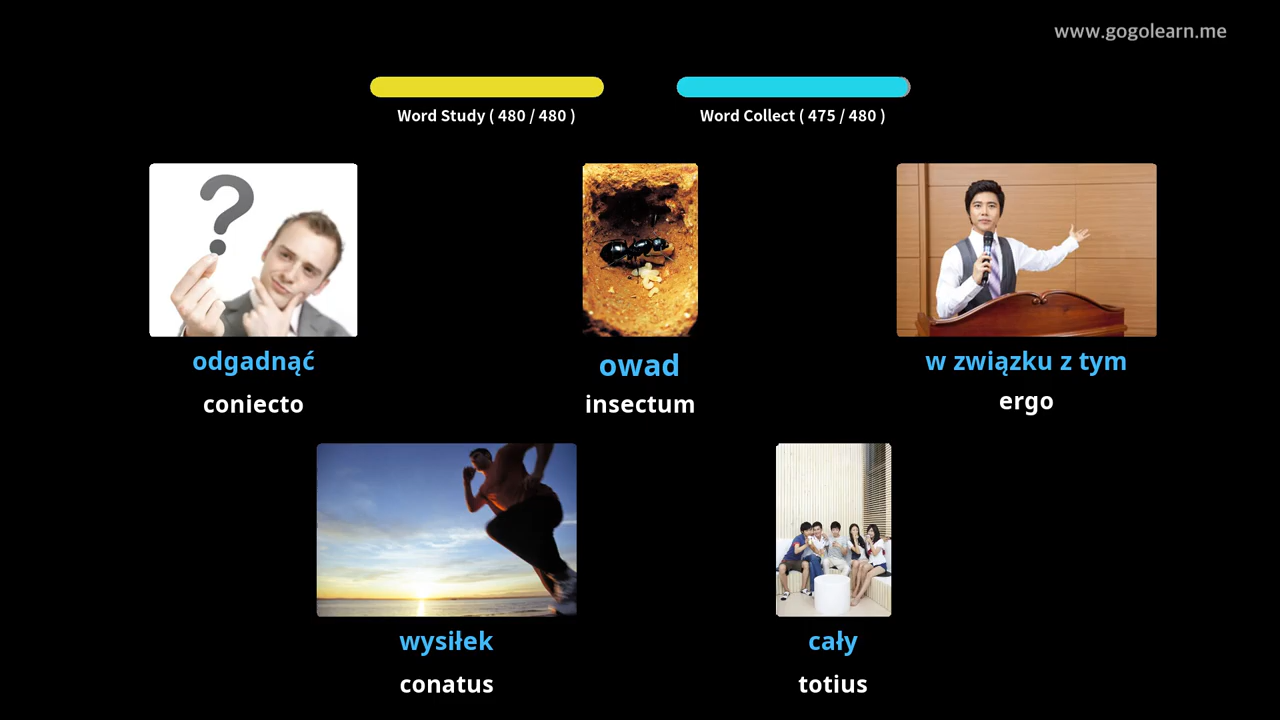 www.gogolearn.me
Word Study ( 480 / 480 )
Word Collect ( 475 / 480 )
odgadnąć
coniecto
owad
insectum
w związku z tym
ergo
wysiłek
conatus
cały
totius